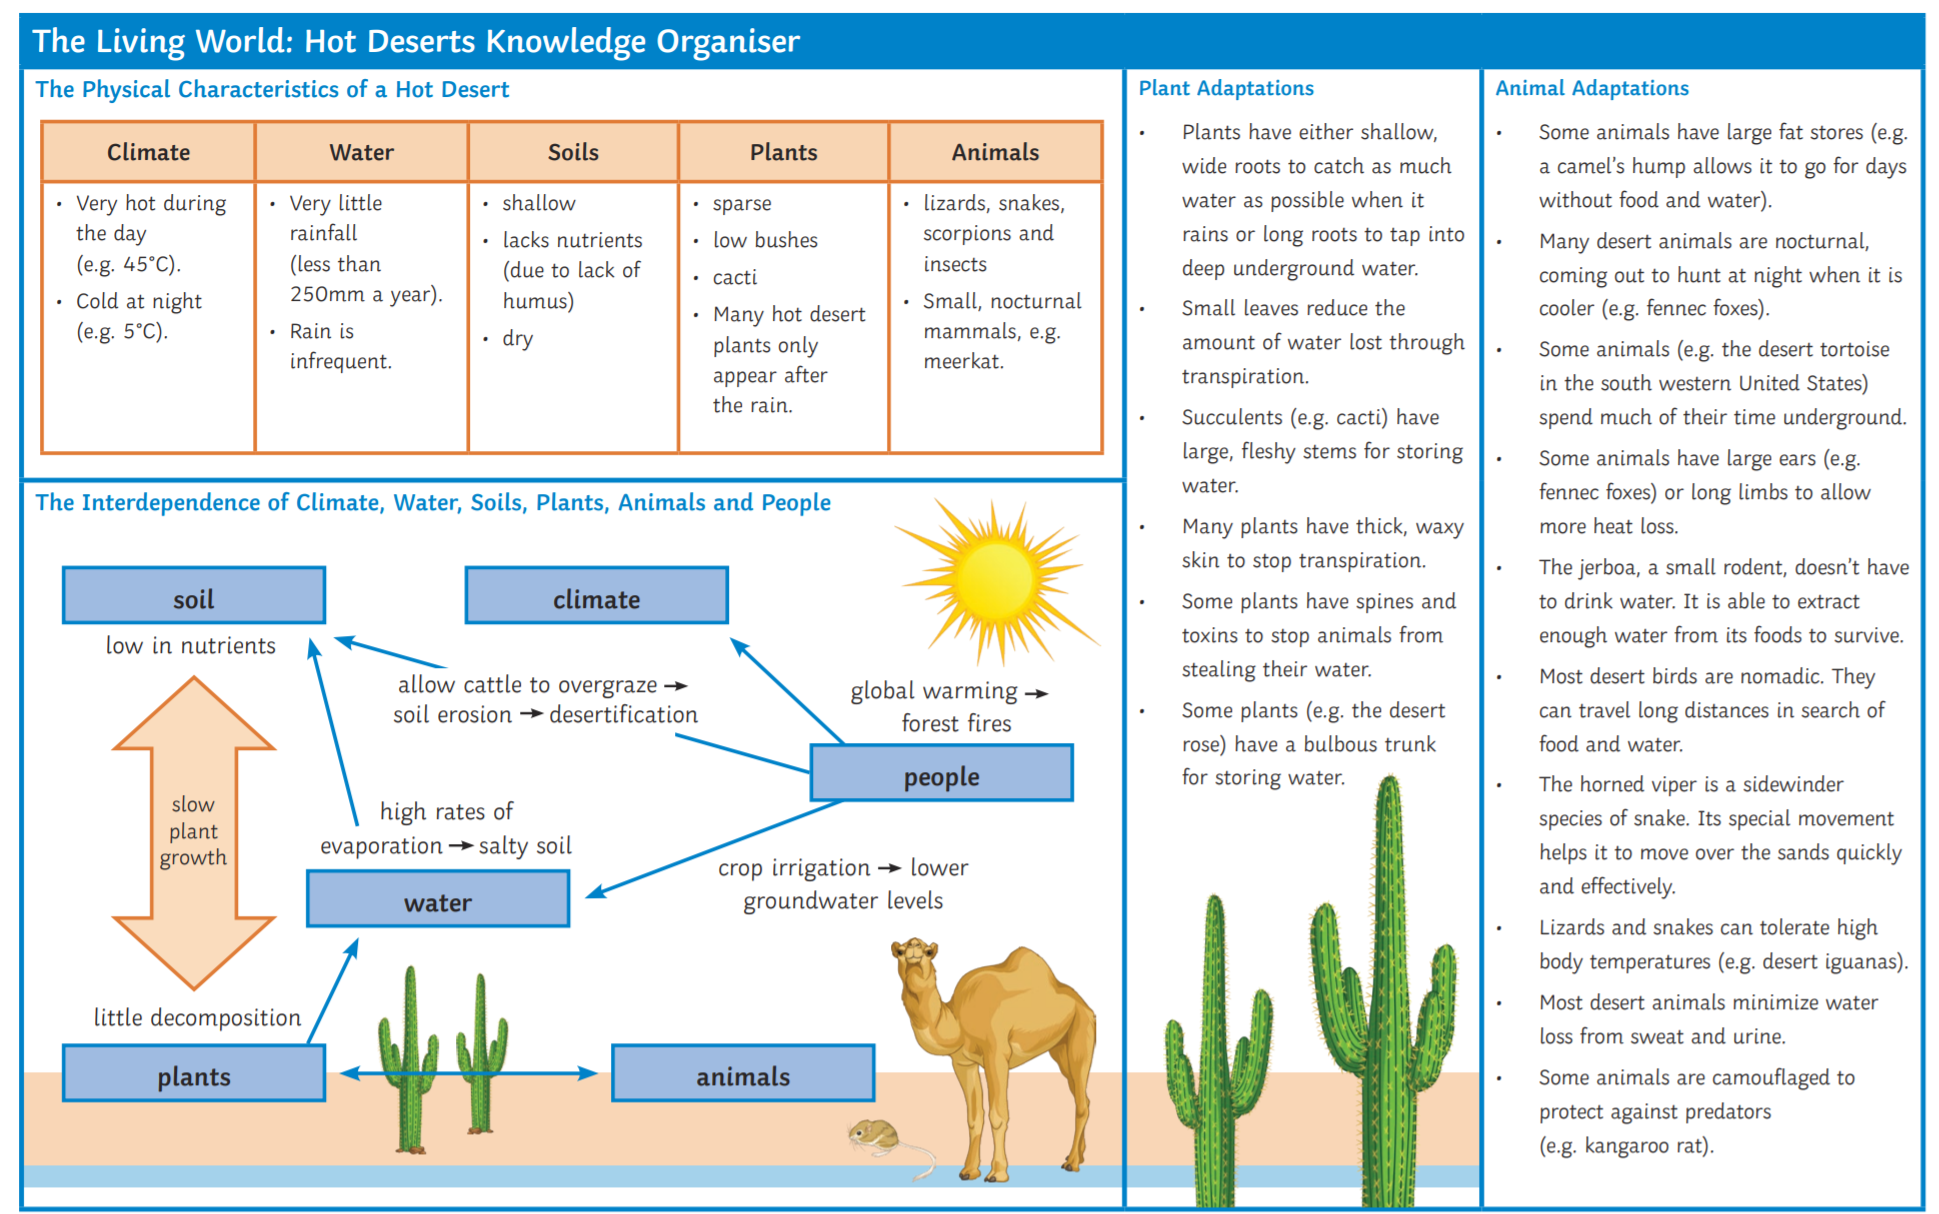 The Living World: Hot Deserts Knowledge Organiser
The Physical Characteristics of a Hot Desert
Climate
• Very hot during
the day
(e.g. 45°C).
• Cold at night
(e.g. 5°C).
Water
• Very little
rainfall
(less than
250mm a year).
• Rain is
infrequent.
Soils
• shallow
• lacks nutrients
(due to lack of
humus)
• dry
Plants
• sparse
• low bushes
• cacti
• Many hot desert
plants only
appear after
the rain.
Animals
• lizards, snakes,
scorpions and
insects
• Small, nocturnal
mammals, e.g.
meerkat.
The Interdependence of Climate, Water, Soils, Plants, Animals and People
soil
low in nutrients
climate
allow cattle to overgraze →
soil erosion → desertification
global warming →
forest fires
people
slow
plant
growth
high rates of
evaporation → salty soil
water
crop irrigation → lower
groundwater levels
little decomposition
plants
animals
Plant Adaptations
• Plants have either shallow,
wide roots to catch as much
water as possible when it
rains or long roots to tap into
deep underground water.
• Small leaves reduce the
amount of water lost through
transpiration.
• Succulents (e.g. cacti) have
large, fleshy stems for storing
water.
• Many plants have thick, waxy
skin to stop transpiration.
• Some plants have spines and
toxins to stop animals from
stealing their water.
• Some plants (e.g. the desert
rose) have a bulbous trunk
for storing water.
Animal Adaptations
• Some animals have large fat stores (e.g.
a camel's hump allows it to go for days
without food and water).
• Many desert animals are nocturnal,
coming out to hunt at night when it is
cooler (e.g. fennec foxes).
• Some animals (e.g. the desert tortoise
in the south western United States)
spend much of their time underground.
• Some animals have large ears (e.g.
fennec foxes) or long limbs to allow
more heat loss.
• The jerboa, a small rodent, doesn't have
to drink water. It is able to extract
enough water from its foods to survive.
• Most desert birds are nomadic. They
can travel long distances in search of
food and water.
• The horned viper is a sidewinder
species of snake. Its special movement
helps it to move over the sands quickly
and effectively.
• Lizards and snakes can tolerate high
body temperatures (e.g. desert iguanas).
• Most desert animals minimize water
loss from sweat and urine.
• Some animals are camouflaged to
protect against predators
(e.g. kangaroo rat).